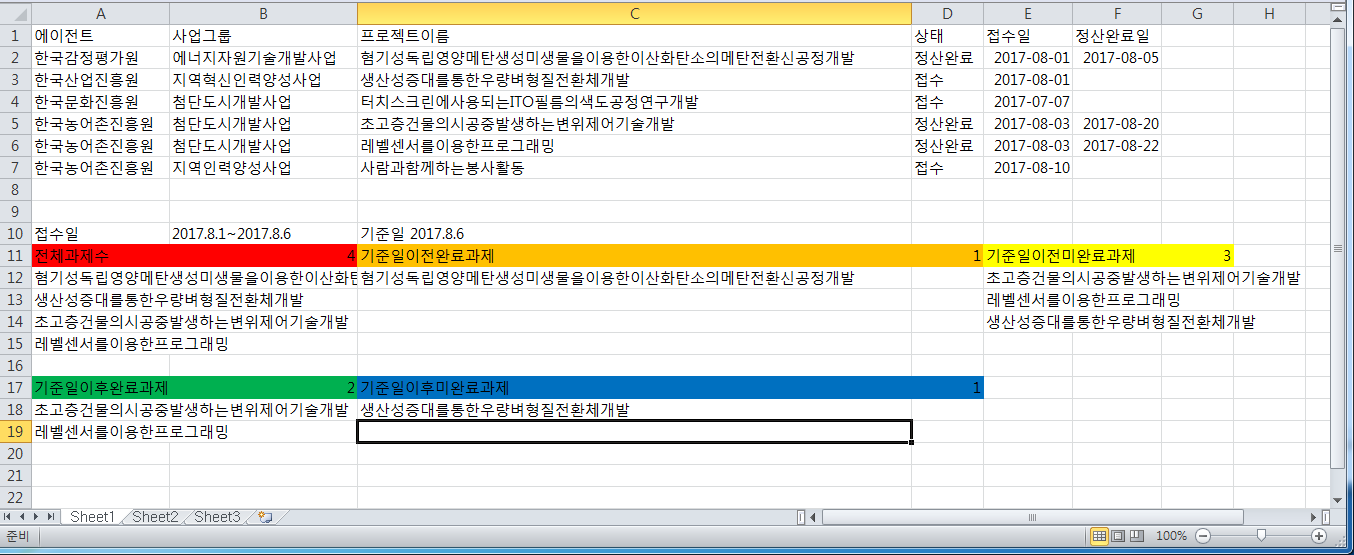 A B C D E F G H
1 에이전트 사업그룹 프로젝트이름 상태 접수일 정산완료일
2 한국감정평가원 에너지자원기술개발사업 혐기성독립영양메탄생성미생물을이용한이산화탄소의메탄전환신공정개발 정산완료 2017-08-01 2017-08-05
3 한국산업진흥원 지역혁신인력양성사업 생산성증대를통한우량벼형질전환체개발 접수 2017-08-01
4 한국문화진흥원 첨단도시개발사업 터치스크린에사용되는ITO필름의색도공정연구개발 접수 2017-07-07
5 한국농어촌진흥원 첨단도시개발사업 초고층건물의시공중발생하는변위제어기술개발 정산완료 2017-08-03 2017-08-20
6 한국농어촌진흥원 첨단도시개발사업 레벨센서를이용한프로그래밍 정산완료 2017-08-03 2017-08-22
7 한국농어촌진흥원 지역인력양성사업 사람과함께하는봉사활동 접수 2017-08-10
8
9
10 접수일 2017.8.1~2017.8.6 기준일 2017.8.6
11 전체과제수 4 기준일이전완료과제 1 기준일이전미완료과제 3
12 혐기성독립영양메탄생성미생물을이용한이산화탄 혐기성독립영양메탄생성미생물을이용한이산화탄소의메탄전환신공정개발 초고층건물의시공중발생하는변위제어기술개발
13 생산성증대를통한우량벼형질전환체개발 레벨센서를이용한프로그래밍
14 초고층건물의시공중발생하는변위제어기술개발 생산성증대를통한우량벼형질전환체개발
15 레벨센서를이용한프로그래밍
16
17 기준일이후완료과제 2 기준일이후미완료과제 1
18 초고층건물의시공중발생하는변위제어기술개발 생산성증대를통한우량벼형질전환체개발
19 레벨센서를이용한프로그래밍
20
21
22
Sheet1 Sheet2 Sheet3
준비 100%